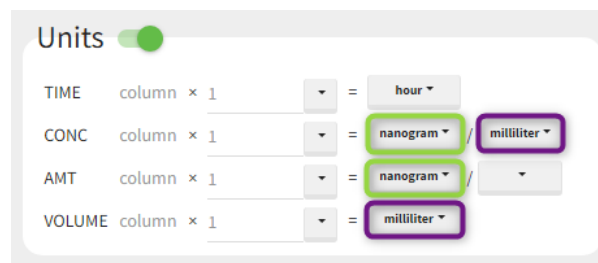 Units
TIME column × 1 = hour
CONC column × 1 = nanogram / milliliter
AMT column × 1 = nanogram /
VOLUME column × 1 = milliliter